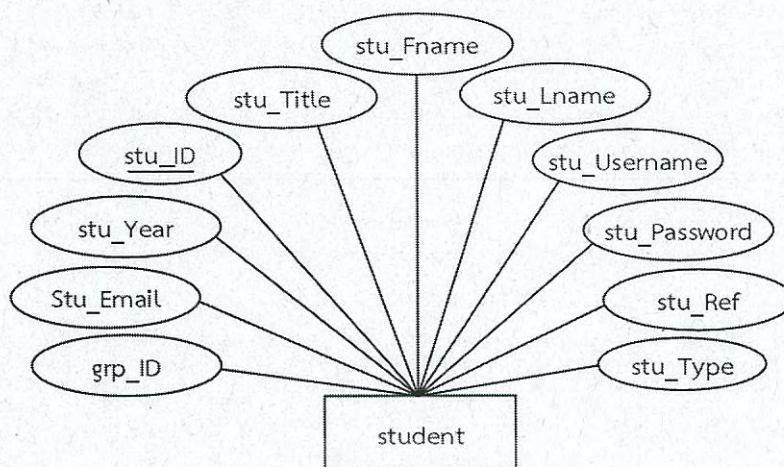 stu_Fname
stu_Title
stu_Lname
stu_ID
stu_Username
stu_Year
stu_Password
Stu_Email
stu_Ref
grp_ID
stu_Type
student